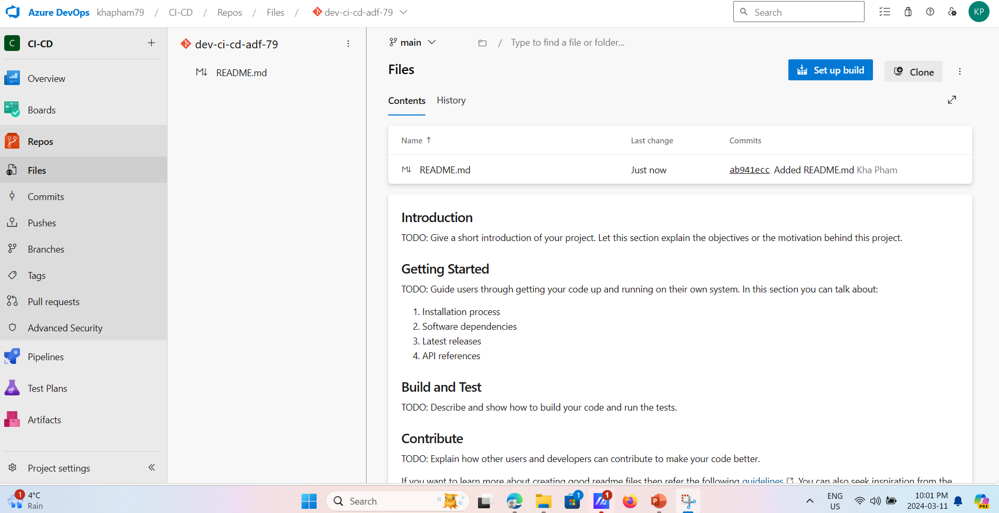 Azure DevOps khapham79 / CI-CD / Repos / Files / dev-ci-cd-adf-79
Search
KP
C CI-CD
Overview
Boards
Repos
Files
Commits
Pushes
Branches
Tags
Pull requests
Advanced Security
Pipelines
Test Plans
Artifacts
Project settings
dev-ci-cd-adf-79
M↓ README.md
main
/ Type to find a file or folder...
Files
Set up build
Clone
Contents History
Name ↑ Last change Commits
M↓ README.md Just now ab941ecc Added README.md Kha Pham
Introduction
TODO: Give a short introduction of your project. Let this section explain the objectives or the motivation behind this project.
Getting Started
TODO: Guide users through getting your code up and running on their own system. In this section you can talk about:
1. Installation process
2. Software dependencies
3. Latest releases
4. API references
Build and Test
TODO: Describe and show how to build your code and run the tests.
Contribute
TODO: Explain how other users and developers can contribute to make your code better.
If you want to learn more about creating good readme files then refer the following guidelines. You can also seek inspiration from the
1
4°C
Rain
Search
1
1
P
ENG
US
10:01 PM
2024-03-11
PRE